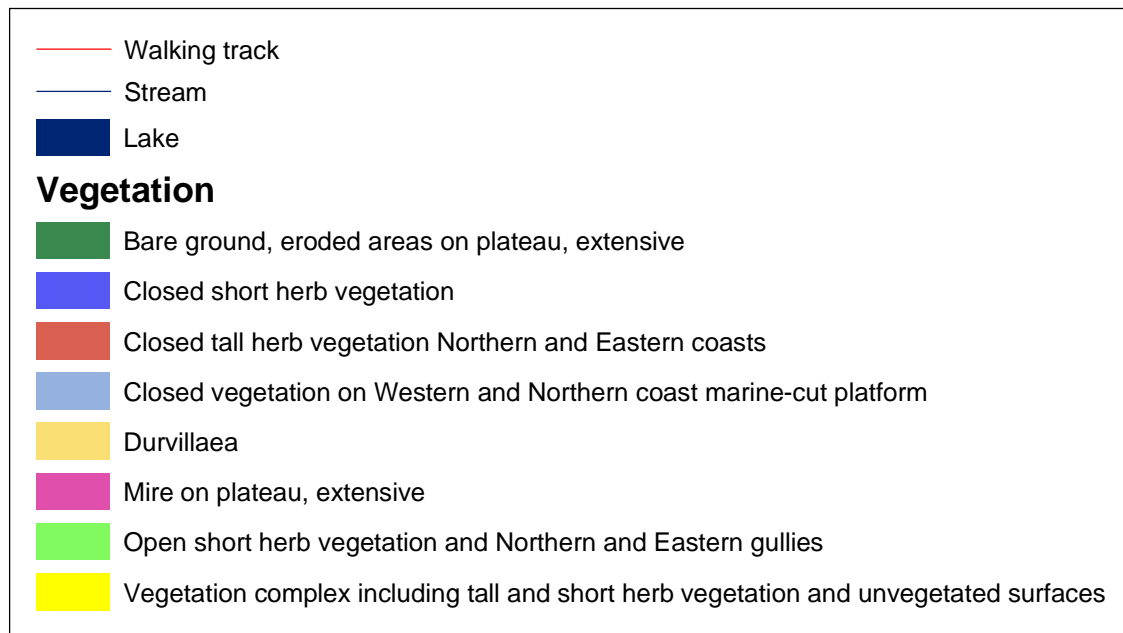 Walking track
Stream
Lake
Vegetation
Bare ground, eroded areas on plateau, extensive
Closed short herb vegetation
Closed tall herb vegetation Northern and Eastern coasts
Closed vegetation on Western and Northern coast marine-cut platform
Durvillaea
Mire on plateau, extensive
Open short herb vegetation and Northern and Eastern gullies
Vegetation complex including tall and short herb vegetation and unvegetated surfaces